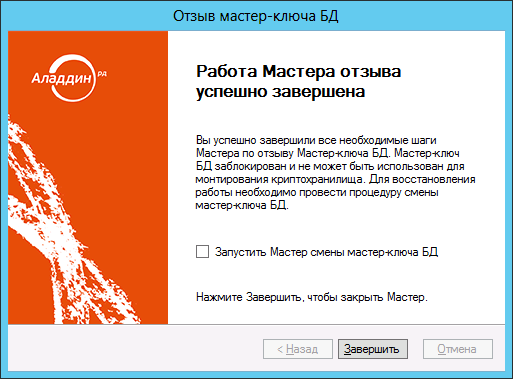 Отзыв мастер-ключа БД
Аладдин РД
Работа Мастера отзыва
успешно завершена
Вы успешно завершили все необходимые шаги
Мастера по отзыву Мастер-ключа БД. Мастер-ключ
БД заблокирован и не может быть использован для
монтирования криптохранилища. Для восстановления
работы необходимо провести процедуру смены
мастер-ключа БД.
Запустить Мастер смены мастер-ключа БД
Нажмите Завершить, чтобы закрыть Мастер.
< Назад Завершить Отмена